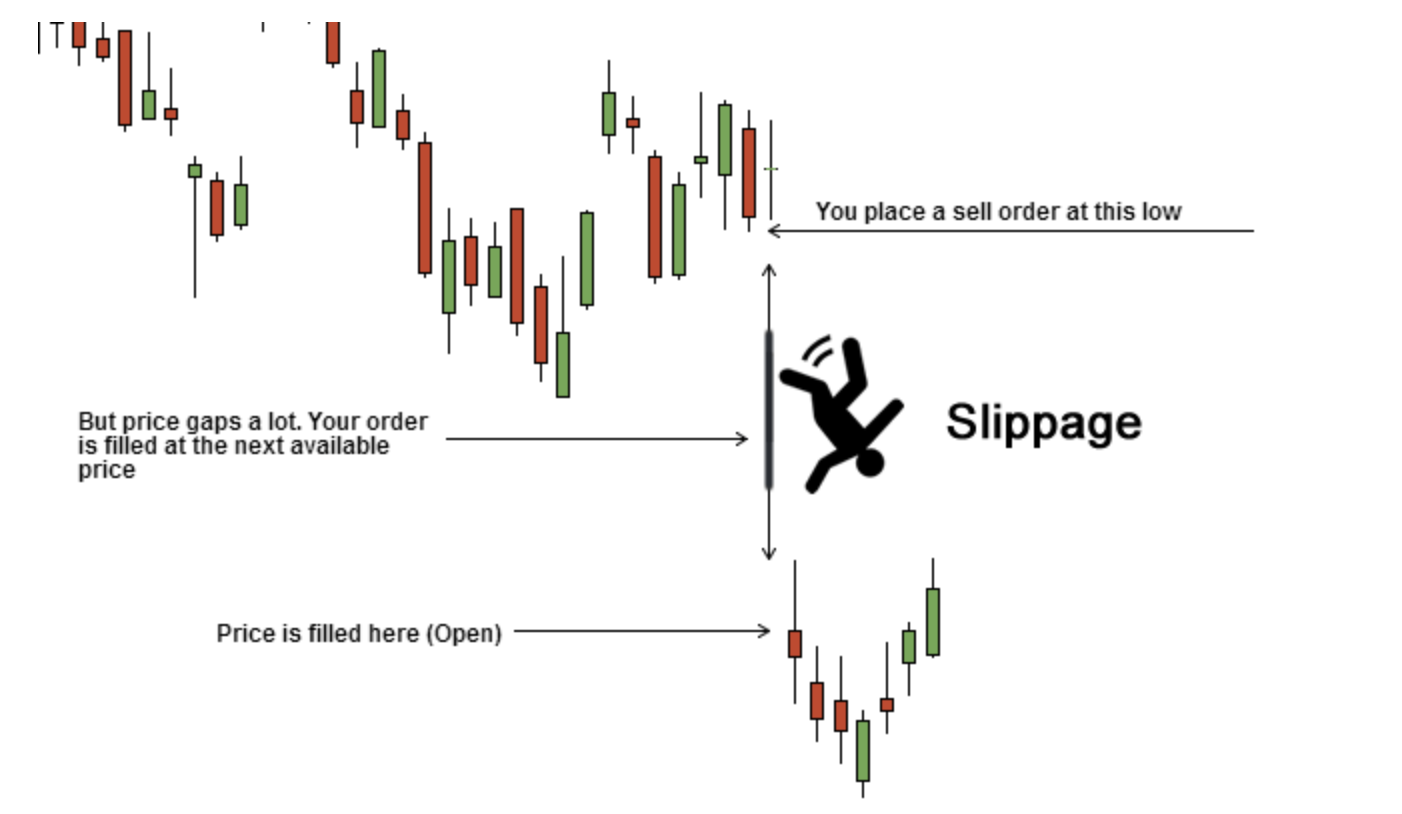 You place a sell order at this low
But price gaps a lot. Your order
is filled at the next available
price
Slippage
Price is filled here (Open)